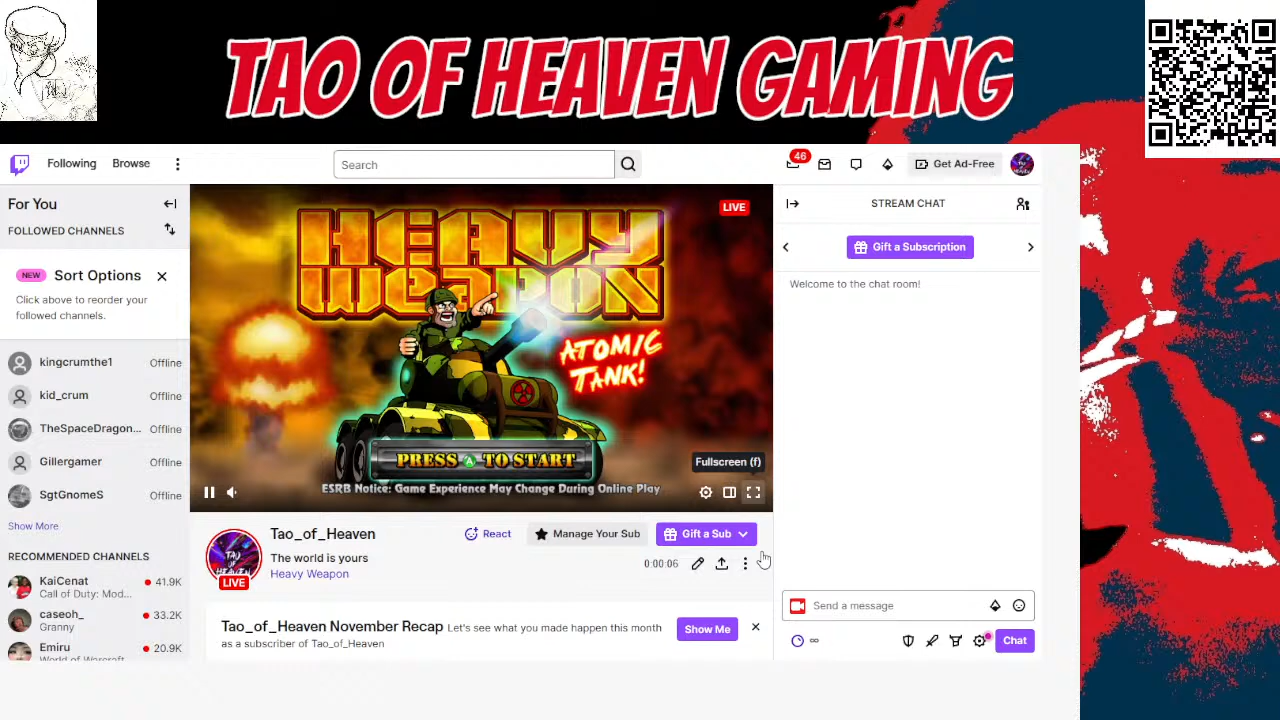 TAO OF HEAVEN GAMING
Following
Browse
Search
46
Get Ad-Free
For You
FOLLOWED CHANNELS
NEW Sort Options
Click above to reorder your
followed channels.
kingcrumthe1 Offline
kid_crum Offline
TheSpaceDragon... Offline
Gillergamer Offline
SgtGnomeS Offline
Show More
RECOMMENDED CHANNELS
KaiCenat 41.9K
Call of Duty: Mod...
caseoh_ 33.2K
Granny
Emiru 20.9K
World of Warcraft
LIVE
HEAVY
WEAPON
ATOMIC
TANK!
PRESS A TO START
ESRB Notice: Game Experience May Change During Online Play
Fullscreen (f)
Tao_of_Heaven
React
Manage Your Sub
Gift a Sub
The world is yours
Heavy Weapon
0:00:06
TAO
OF
HEAVEN
LIVE
Tao_of_Heaven November Recap Let's see what you made happen this month
as a subscriber of Tao_of_Heaven
Show Me
STREAM CHAT
Gift a Subscription
Welcome to the chat room!
Send a message
Chat